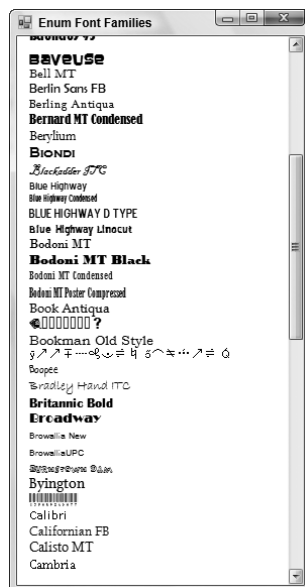 Enum Font Families
baveuse
Bell MT
Berlin Sans FB
Berling Antiqua
Bernard MT Condensed
Berylium
BIONDI
Blackadder ITC
Blue Highway
Blue Highway Condensed
BLUE HIGHWAY D TYPE
Blue Highway Linocut
Bodoni MT
Bodoni MT Black
Bodoni MT Condensed
Bodoni MT Poster Compressed
Book Antiqua
Bookman Old Style
Boopee
Bradley Hand ITC
Britannic Bold
Broadway
Browallia New
BrowalliaUPC
BURNSTOWN DAM
Byington
Calibri
Californian FB
Calisto MT
Cambria